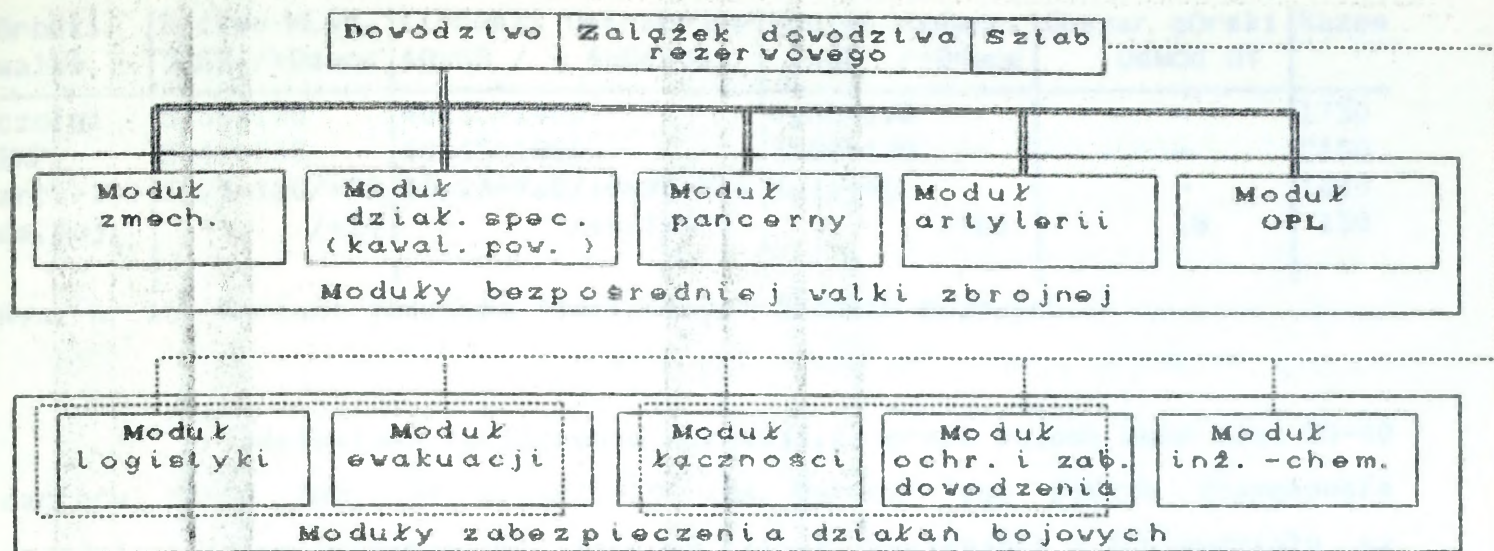 Dowództwo Zalążek dowodztwa Sztab
rezerwowego
Moduł
zmech.
Moduł
dział. spec.
(kawal. pow. )
Moduł
pancerny
Moduł
artylerii
Moduł
OPL
Moduły bezpośredniej walki zbrojnej
Moduł
logistyki
Moduł
ewakuacji
Moduł
łączności
Moduł
ochr. i zab.
dowodzenia
Moduł
inż. -chem.
Moduły zabezpieczenia działań bojowych